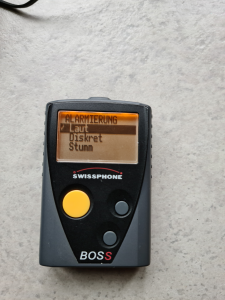 ALARMIERUNG
Laut
Diskret
Stumm
SWISSPHONE
BOSS